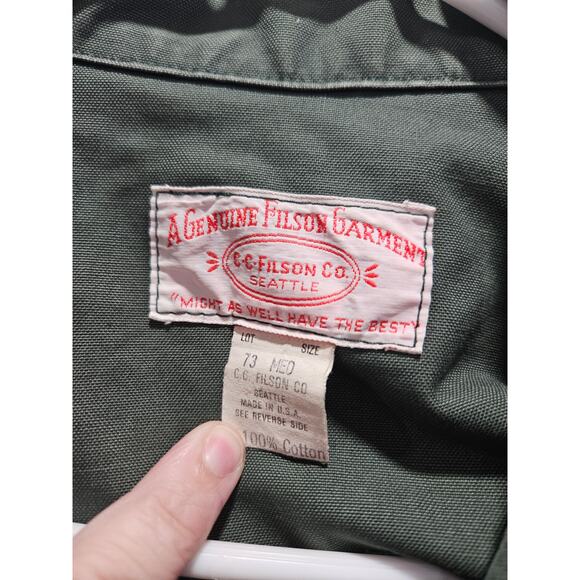 A GENUINE FILSON GARMENT
C.C. FILSON CO.
SEATTLE
"MIGHT AS WELL HAVE THE BEST"
LOT SIZE
73 MED
C.C. FILSON CO
SEATTLE
MADE IN U.S.A.
SEE REVERSE SIDE
100% Cotton